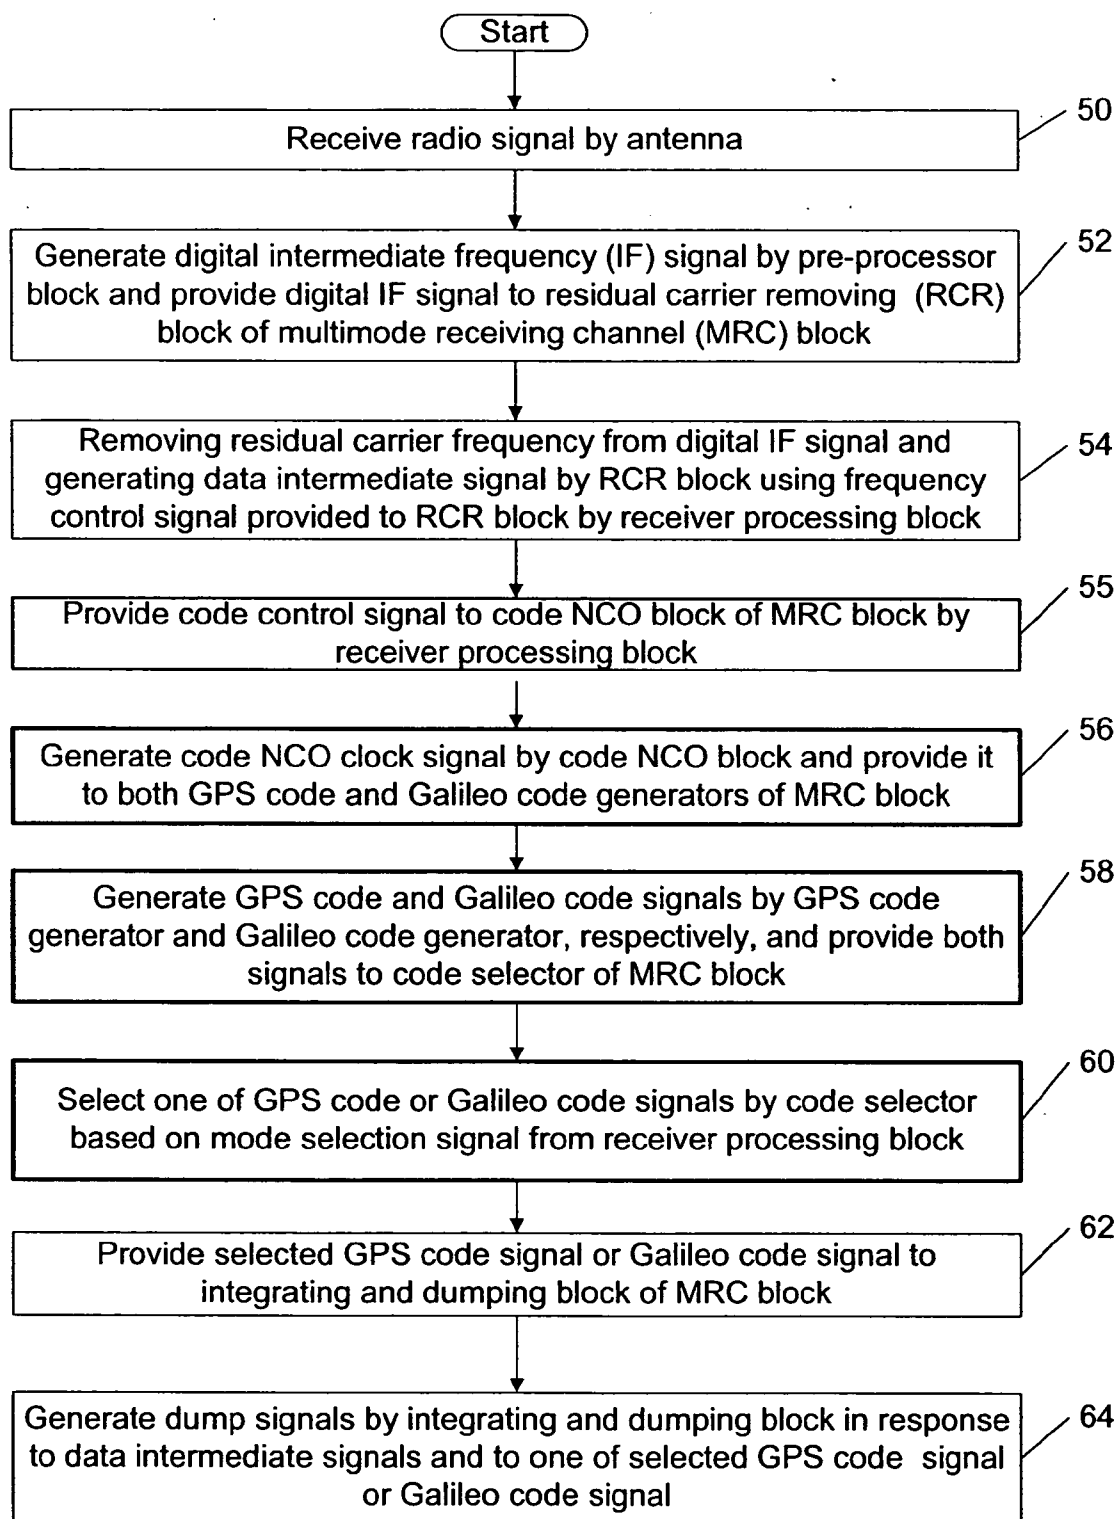 Start
50
Receive radio signal by antenna
52
Generate digital intermediate frequency (IF) signal by pre-processor
block and provide digital IF signal to residual carrier removing (RCR)
block of multimode receiving channel (MRC) block
54
Removing residual carrier frequency from digital IF signal and
generating data intermediate signal by RCR block using frequency
control signal provided to RCR block by receiver processing block
55
Provide code control signal to code NCO block of MRC block by
receiver processing block
56
Generate code NCO clock signal by code NCO block and provide it
to both GPS code and Galileo code generators of MRC block
58
Generate GPS code and Galileo code signals by GPS code
generator and Galileo code generator, respectively, and provide both
signals to code selector of MRC block
60
Select one of GPS code or Galileo code signals by code selector
based on mode selection signal from receiver processing block
62
Provide selected GPS code signal or Galileo code signal to
integrating and dumping block of MRC block
64
Generate dump signals by integrating and dumping block in response
to data intermediate signals and to one of selected GPS code signal
or Galileo code signal